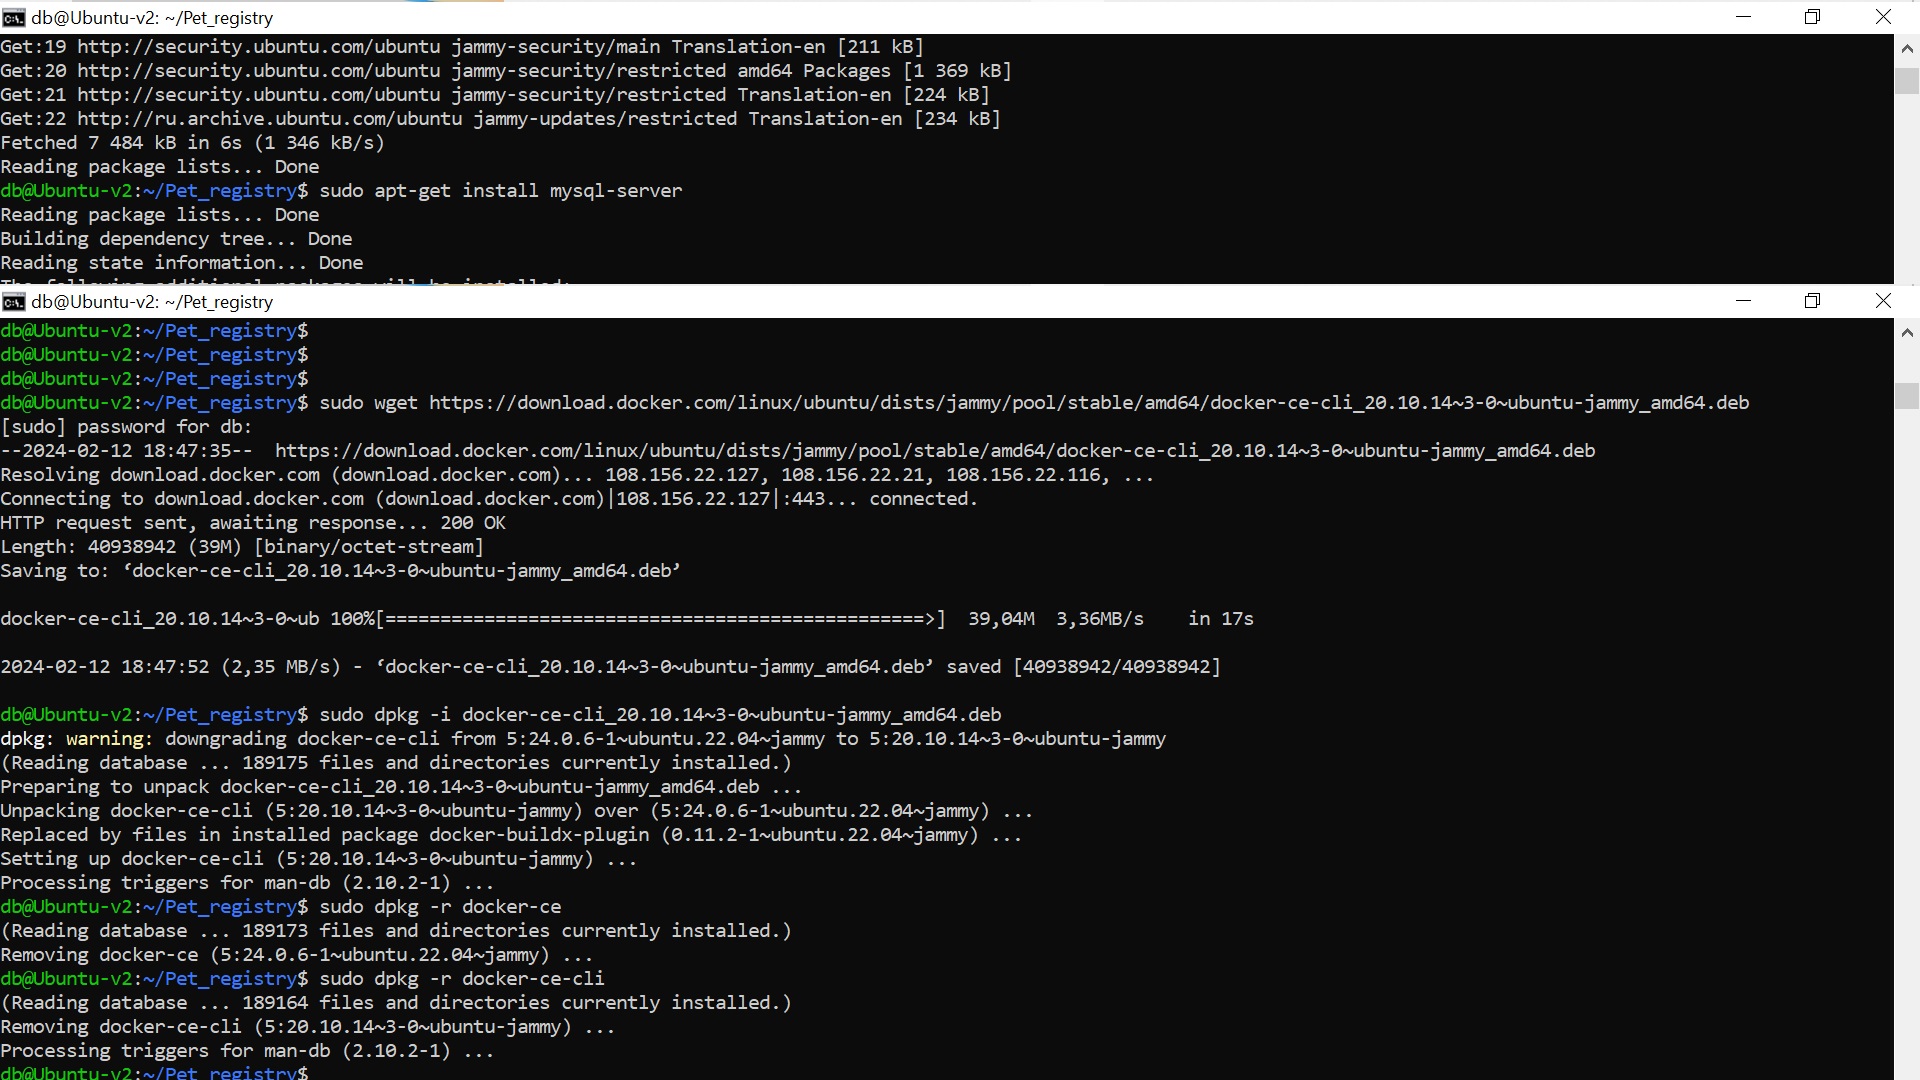 db@Ubuntu-v2: ~/Pet_registry
Get:19 http://security.ubuntu.com/ubuntu jammy-security/main Translation-en [211 kB]
Get:20 http://security.ubuntu.com/ubuntu jammy-security/restricted amd64 Packages [1 369 kB]
Get:21 http://security.ubuntu.com/ubuntu jammy-security/restricted Translation-en [224 kB]
Get:22 http://ru.archive.ubuntu.com/ubuntu jammy-updates/restricted Translation-en [234 kB]
Fetched 7 484 kB in 6s (1 346 kB/s)
Reading package lists... Done
db@Ubuntu-v2:~/Pet_registry$ sudo apt-get install mysql-server
Reading package lists... Done
Building dependency tree... Done
Reading state information... Done
The following additional packages will be installed:
db@Ubuntu-v2: ~/Pet_registry
db@Ubuntu-v2:~/Pet_registry$
db@Ubuntu-v2:~/Pet_registry$
db@Ubuntu-v2:~/Pet_registry$
db@Ubuntu-v2:~/Pet_registry$ sudo wget https://download.docker.com/linux/ubuntu/dists/jammy/pool/stable/amd64/docker-ce-cli_20.10.14~3-0~ubuntu-jammy_amd64.deb
[sudo] password for db:
--2024-02-12 18:47:35--  https://download.docker.com/linux/ubuntu/dists/jammy/pool/stable/amd64/docker-ce-cli_20.10.14~3-0~ubuntu-jammy_amd64.deb
Resolving download.docker.com (download.docker.com)... 108.156.22.127, 108.156.22.21, 108.156.22.116, ...
Connecting to download.docker.com (download.docker.com)|108.156.22.127|:443... connected.
HTTP request sent, awaiting response... 200 OK
Length: 40938942 (39M) [binary/octet-stream]
Saving to: ‘docker-ce-cli_20.10.14~3-0~ubuntu-jammy_amd64.deb’
docker-ce-cli_20.10.14~3-0~ub 100%[=================================================>]  39,04M  3,36MB/s    in 17s
2024-02-12 18:47:52 (2,35 MB/s) - ‘docker-ce-cli_20.10.14~3-0~ubuntu-jammy_amd64.deb’ saved [40938942/40938942]
db@Ubuntu-v2:~/Pet_registry$ sudo dpkg -i docker-ce-cli_20.10.14~3-0~ubuntu-jammy_amd64.deb
dpkg: warning: downgrading docker-ce-cli from 5:24.0.6-1~ubuntu.22.04~jammy to 5:20.10.14~3-0~ubuntu-jammy
(Reading database ... 189175 files and directories currently installed.)
Preparing to unpack docker-ce-cli_20.10.14~3-0~ubuntu-jammy_amd64.deb ...
Unpacking docker-ce-cli (5:20.10.14~3-0~ubuntu-jammy) over (5:24.0.6-1~ubuntu.22.04~jammy) ...
Replaced by files in installed package docker-buildx-plugin (0.11.2-1~ubuntu.22.04~jammy) ...
Setting up docker-ce-cli (5:20.10.14~3-0~ubuntu-jammy) ...
Processing triggers for man-db (2.10.2-1) ...
db@Ubuntu-v2:~/Pet_registry$ sudo dpkg -r docker-ce
(Reading database ... 189173 files and directories currently installed.)
Removing docker-ce (5:24.0.6-1~ubuntu.22.04~jammy) ...
db@Ubuntu-v2:~/Pet_registry$ sudo dpkg -r docker-ce-cli
(Reading database ... 189164 files and directories currently installed.)
Removing docker-ce-cli (5:20.10.14~3-0~ubuntu-jammy) ...
Processing triggers for man-db (2.10.2-1) ...
db@Ubuntu-v2:~/Pet_registry$